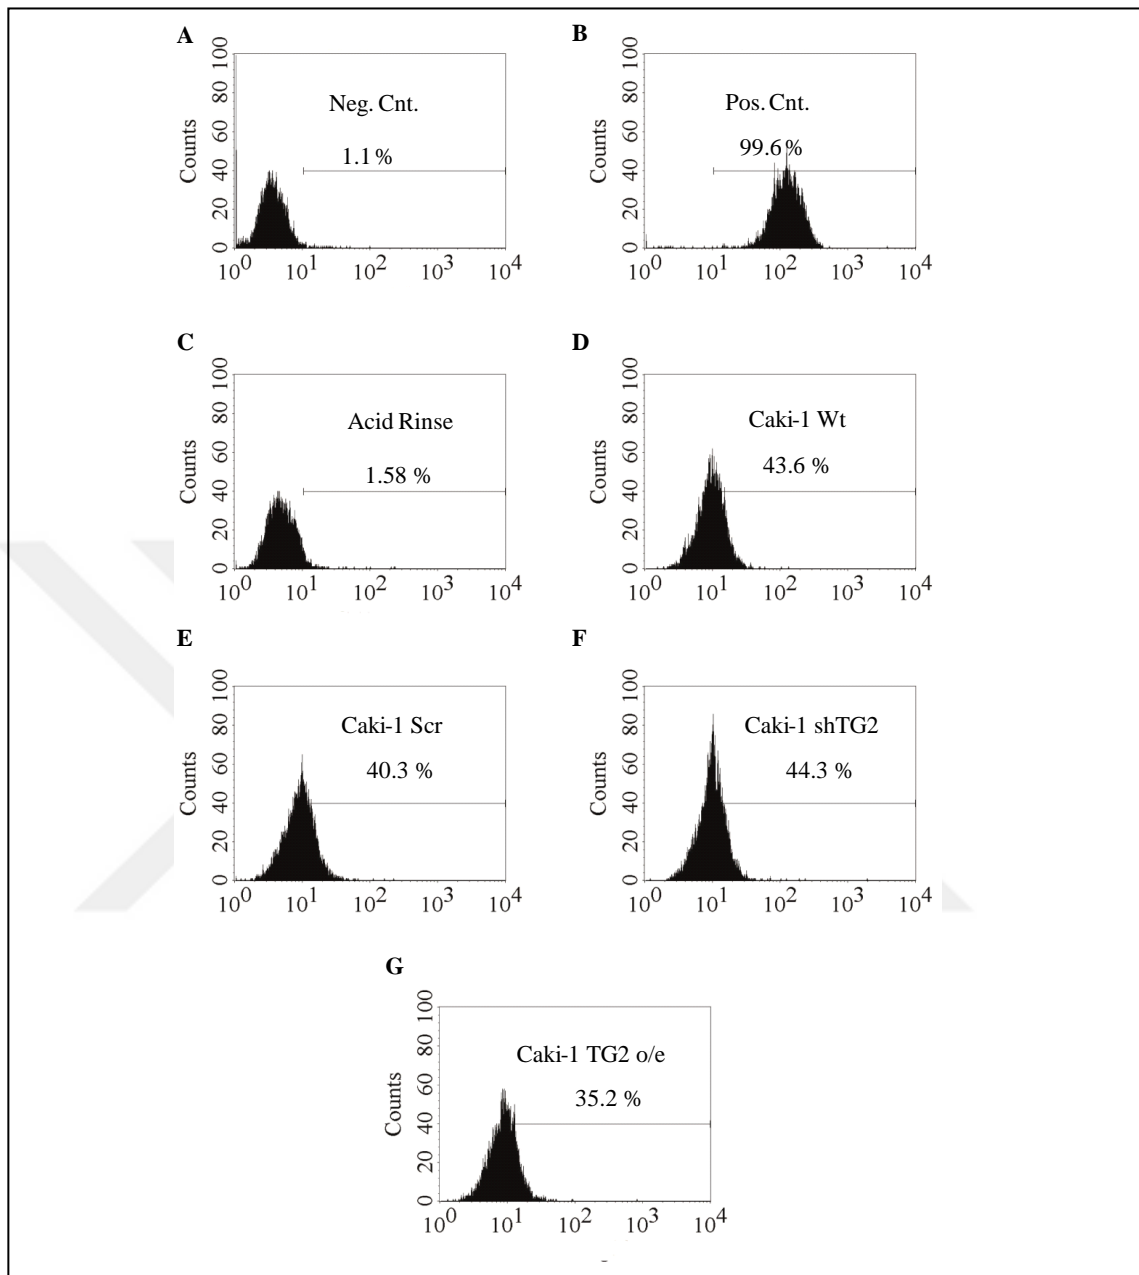 A
100
80
60
40
20
0
Counts
Neg. Cnt.
1.1 %
10^0 10^1 10^2 10^3 10^4
B
100
80
60
40
20
0
Counts
Pos. Cnt.
99.6 %
10^0 10^1 10^2 10^3 10^4
C
100
80
60
40
20
0
Counts
Acid Rinse
1.58 %
10^0 10^1 10^2 10^3 10^4
D
100
80
60
40
20
0
Counts
Caki-1 Wt
43.6 %
10^0 10^1 10^2 10^3 10^4
E
100
80
60
40
20
0
Counts
Caki-1 Scr
40.3 %
10^0 10^1 10^2 10^3 10^4
F
100
80
60
40
20
0
Counts
Caki-1 shTG2
44.3 %
10^0 10^1 10^2 10^3 10^4
G
100
80
60
40
20
0
Counts
Caki-1 TG2 o/e
35.2 %
10^0 10^1 10^2 10^3 10^4